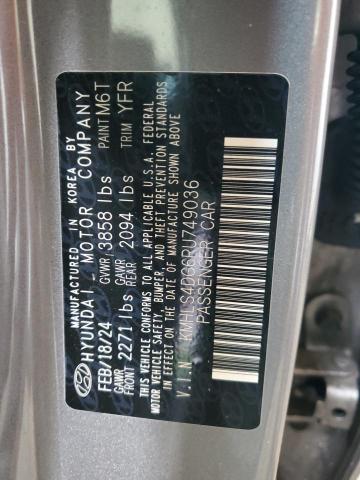 MANUFACTURED IN KOREA BY
HYUNDAI MOTOR COMPANY
FEB/18/24 GVWR 3858 lbs PAINT M6T
GAWR FRONT 2271 lbs GAWR REAR 2094 lbs TRIM YFR
THIS VEHICLE CONFORMS TO ALL APPLICABLE U.S.A. FEDERAL
MOTOR VEHICLE SAFETY, BUMPER, AND THEFT PREVENTION STANDARDS
IN EFFECT ON THE DATE OF MANUFACTURE SHOWN ABOVE
V.I.N: KMHLS4DG6RU749036
PASSENGER CAR